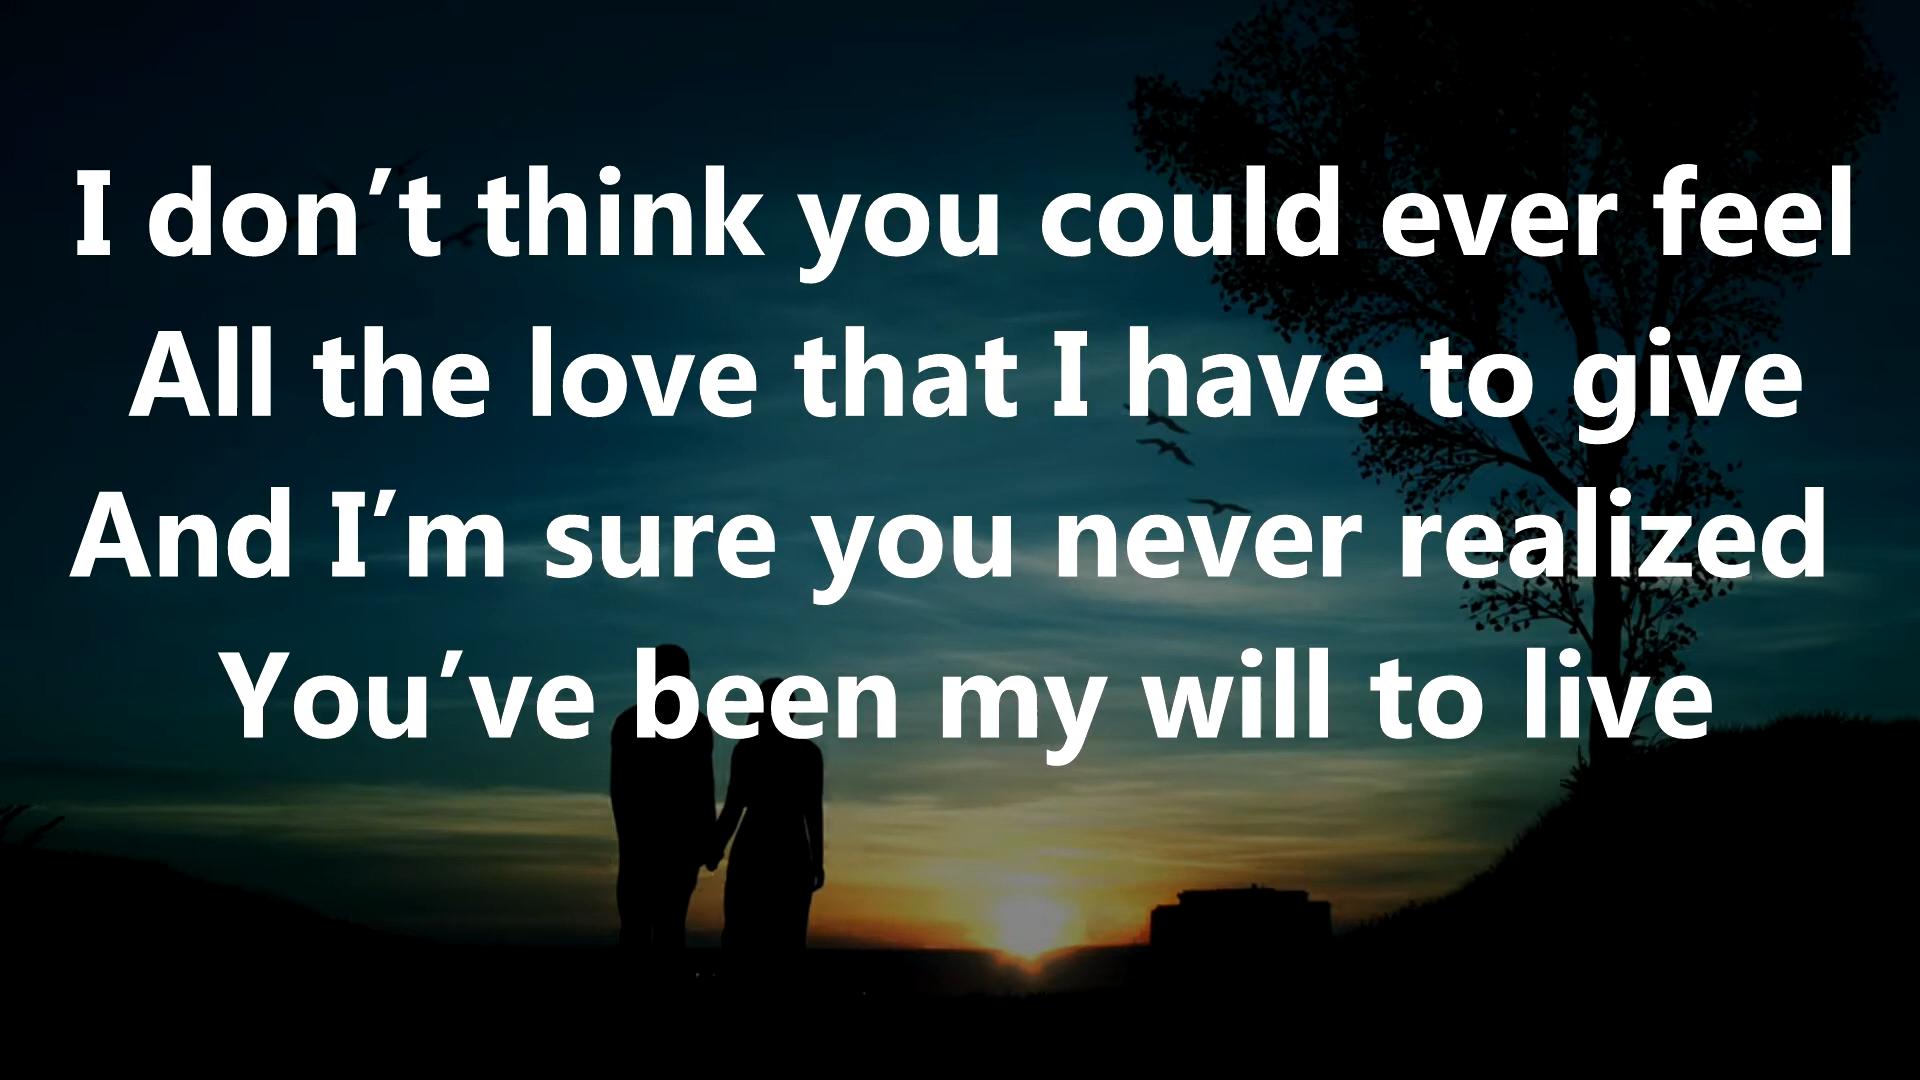 I don’t think you could ever feel
All the love that I have to give
And I’m sure you never realized
You’ve been my will to live